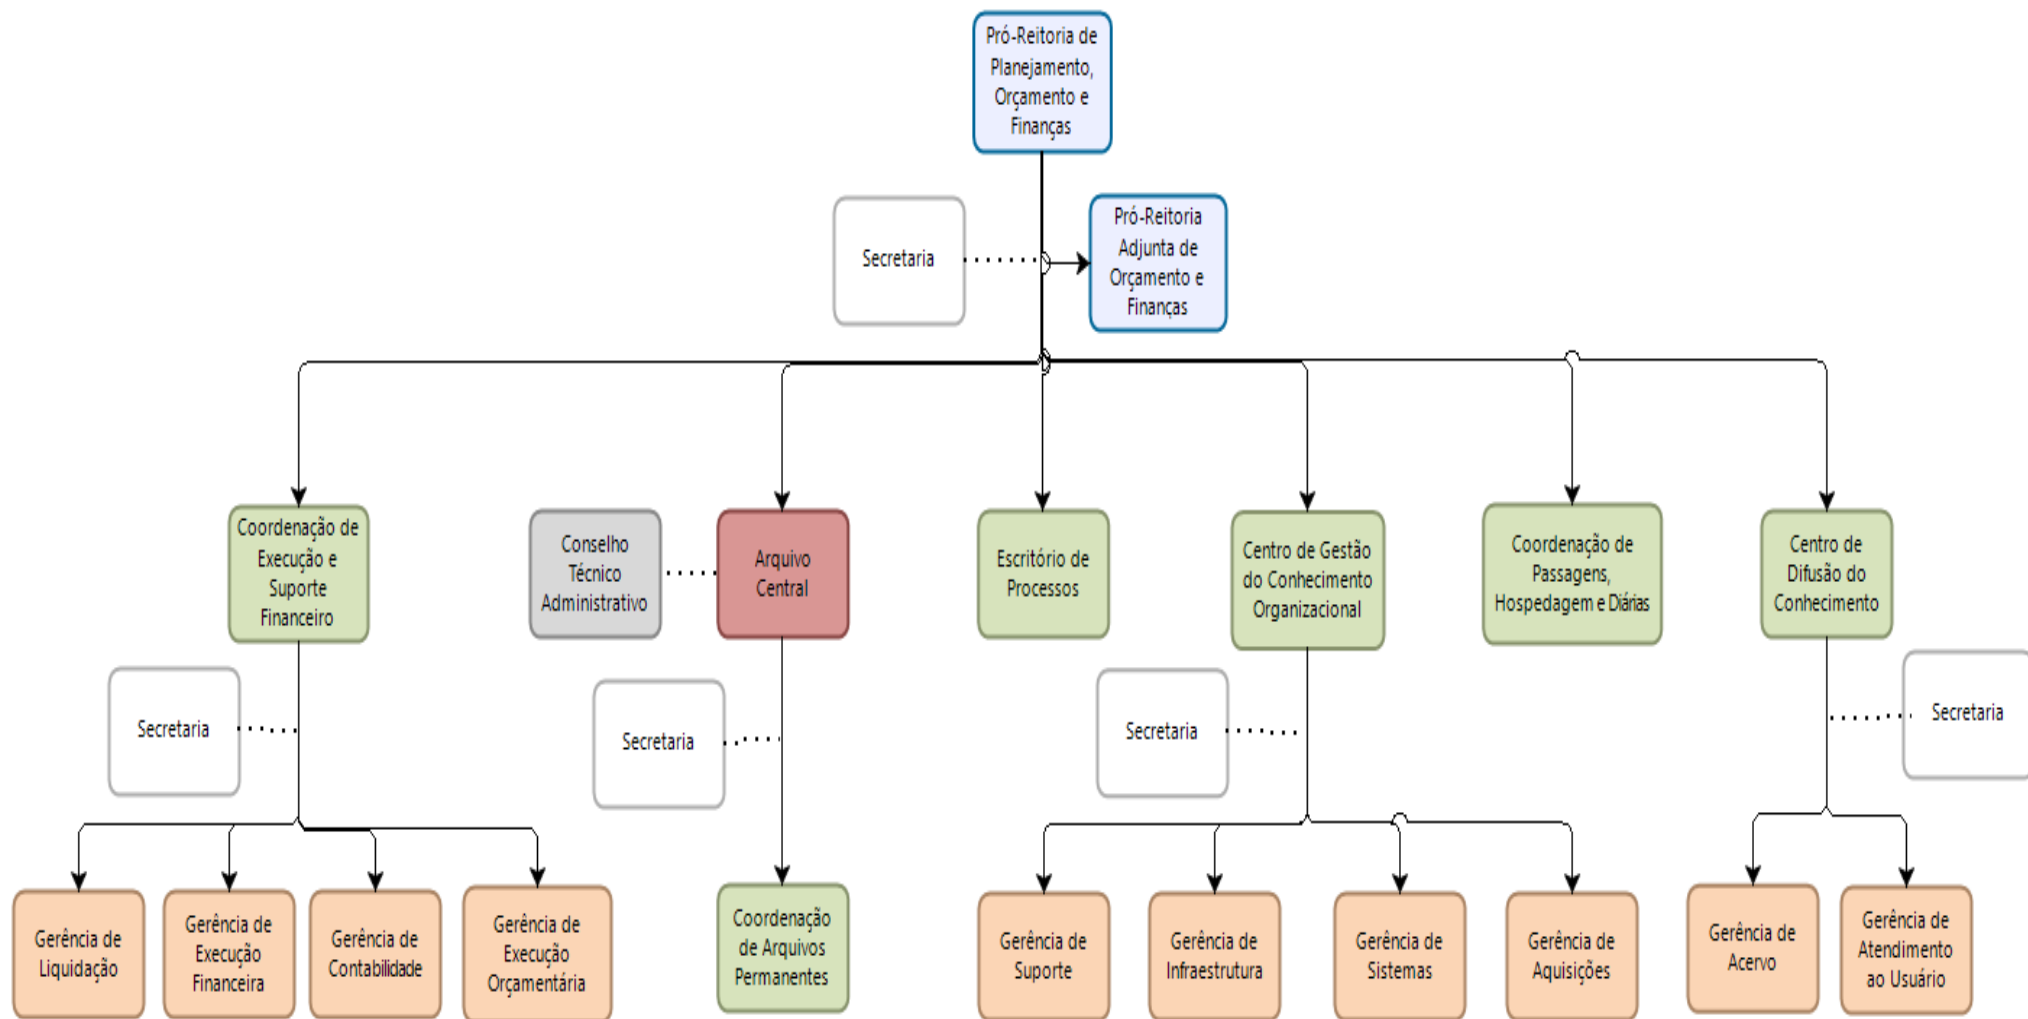 Pró-Reitoria de
Planejamento,
Orçamento e
Finanças
Secretaria
Pró-Reitoria
Adjunta de
Orçamento e
Finanças
Coordenação de
Execução e
Suporte
Financeiro
Conselho
Técnico
Administrativo
Arquivo
Central
Escritório de
Processos
Centro de Gestão
do Conhecimento
Organizacional
Coordenação de
Passagens,
Hospedagem e Diárias
Centro de
Difusão do
Conhecimento
Secretaria
Secretaria
Secretaria
Secretaria
Gerência de
Liquidação
Gerência de
Execução
Financeira
Gerência de
Contabilidade
Gerência de
Execução
Orçamentária
Coordenação
de Arquivos
Permanentes
Gerência de
Suporte
Gerência de
Infraestrutura
Gerência de
Sistemas
Gerência de
Aquisições
Gerência de
Acervo
Gerência de
Atendimento
ao Usuário